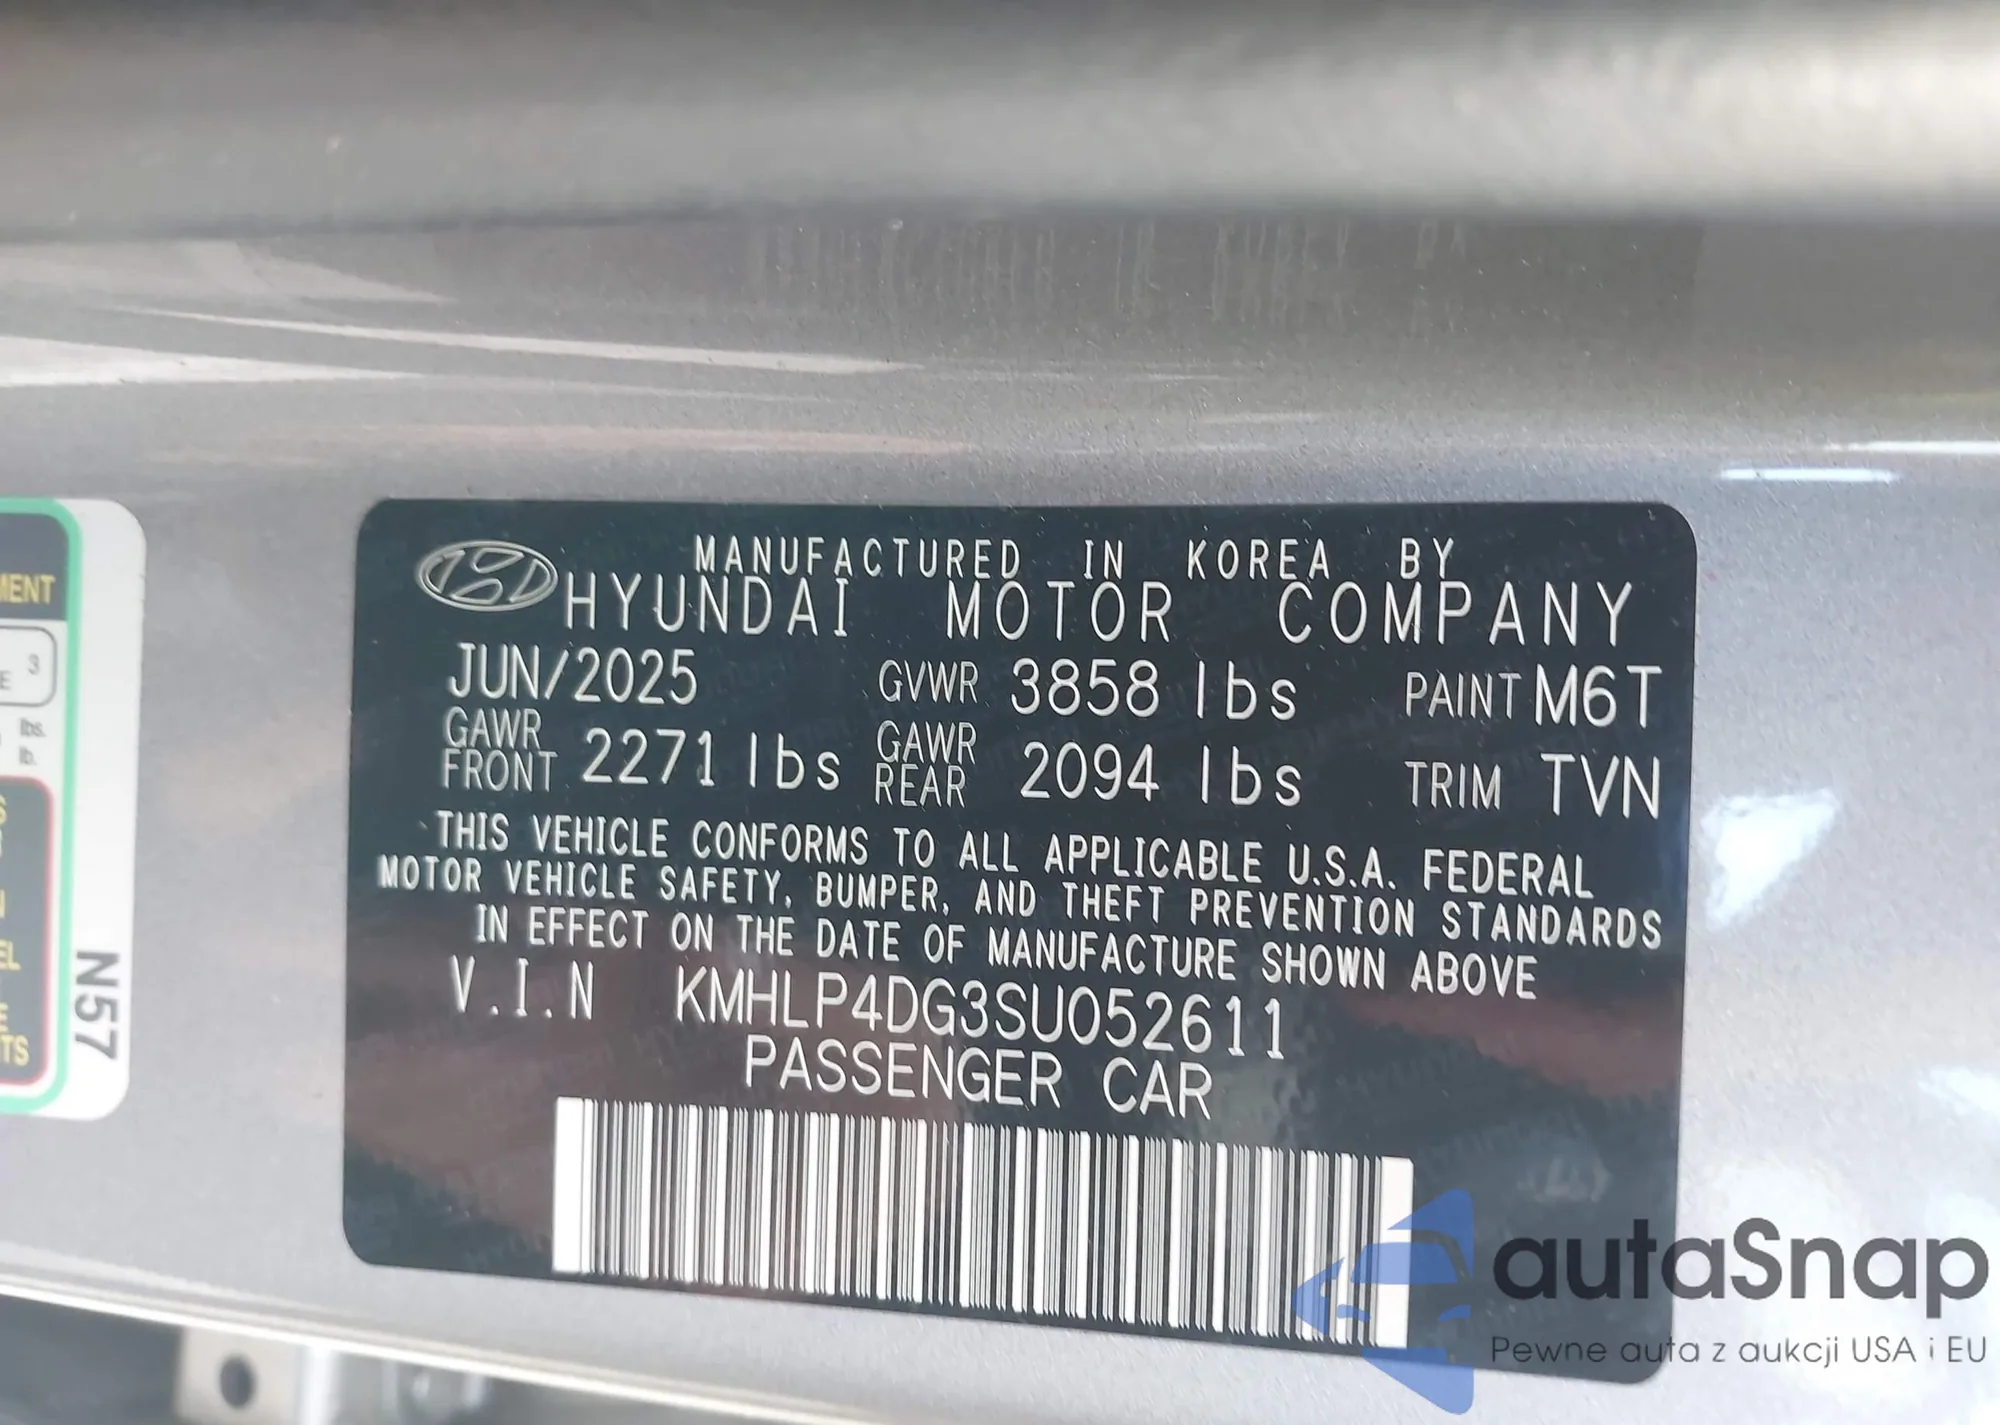 MANUFACTURED IN KOREA BY
HYUNDAI MOTOR COMPANY
JUN/2025 GVWR 3858 lbs PAINT M6T
GAWR FRONT 2271 lbs GAWR REAR 2094 lbs TRIM TVN
THIS VEHICLE CONFORMS TO ALL APPLICABLE U.S.A. FEDERAL
MOTOR VEHICLE SAFETY, BUMPER, AND THEFT PREVENTION STANDARDS
IN EFFECT ON THE DATE OF MANUFACTURE SHOWN ABOVE
V.I.N KMHLP4DG3SU052611
PASSENGER CAR
3
lbs.
lb.
N57
autaSnap
Pewne auta z aukcji USA i EU